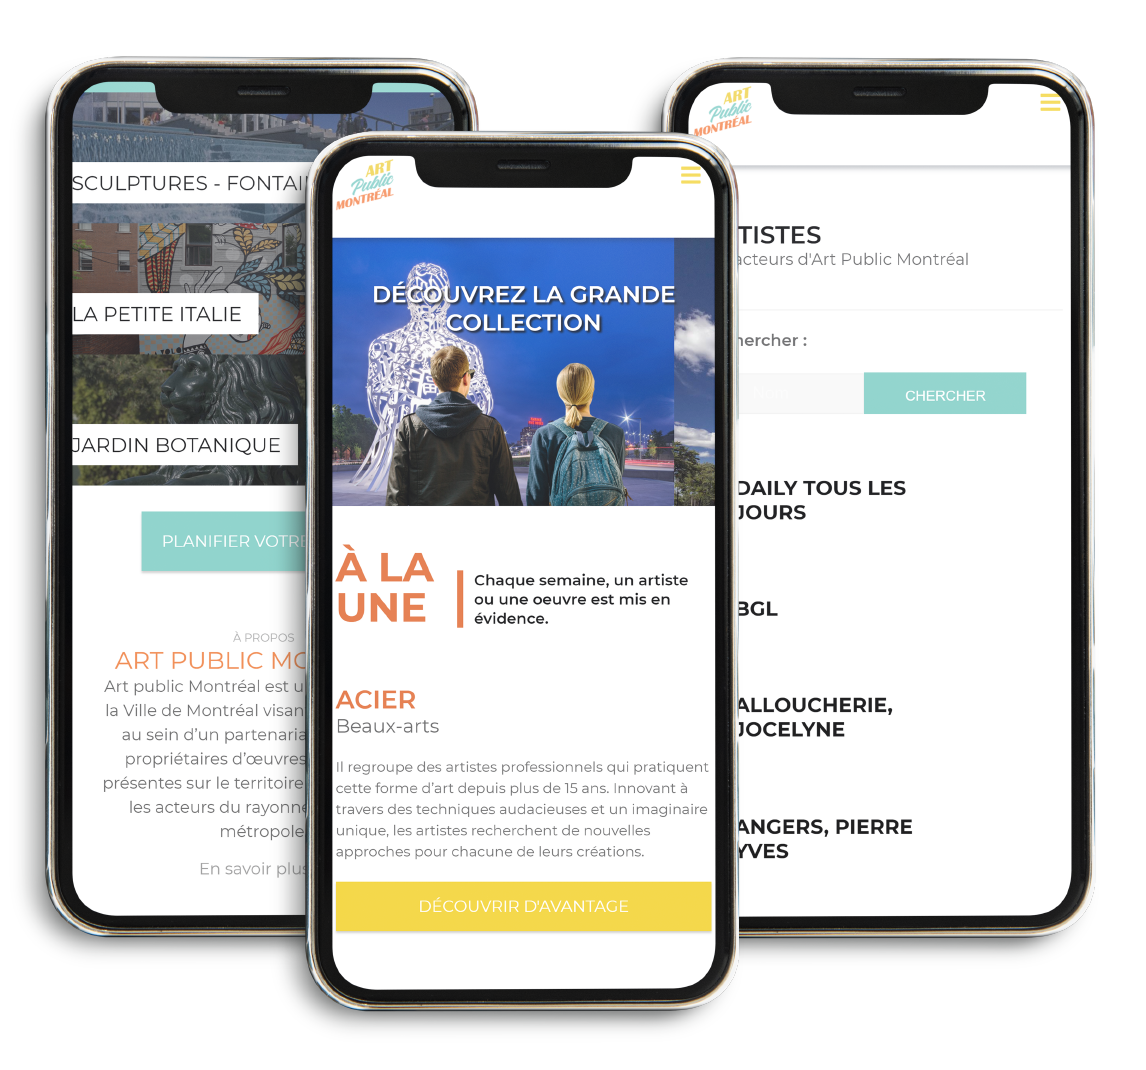 SCULPTURES - FONTAI
LA PETITE ITALIE
JARDIN BOTANIQUE
PLANIFIER VOTRE
À PROPOS
ART PUBLIC MO
Art public Montréal est u
la Ville de Montréal visan
au sein d'un partenaria
propriétaires d'œuvres
présentes sur le territoire
les acteurs du rayonne
métropole
En savoir plus
ART
Public
MONTRÉAL
DÉCOUVREZ LA GRANDE
COLLECTION
À LA
UNE
Chaque semaine, un artiste
ou une oeuvre est mis en
évidence.
ACIER
Beaux-arts
Il regroupe des artistes professionnels qui pratiquent
cette forme d'art depuis plus de 15 ans. Innovant à
travers des techniques audacieuses et un imaginaire
unique, les artistes recherchent de nouvelles
approches pour chacune de leurs créations.
DÉCOUVRIR D'AVANTAGE
ART
Public
MONTRÉAL
TISTES
acteurs d'Art Public Montréal
hercher :
CHERCHER
DAILY TOUS LES
JOURS
BGL
ALLOUCHERIE,
JOCELYNE
ANGERS, PIERRE
YVES